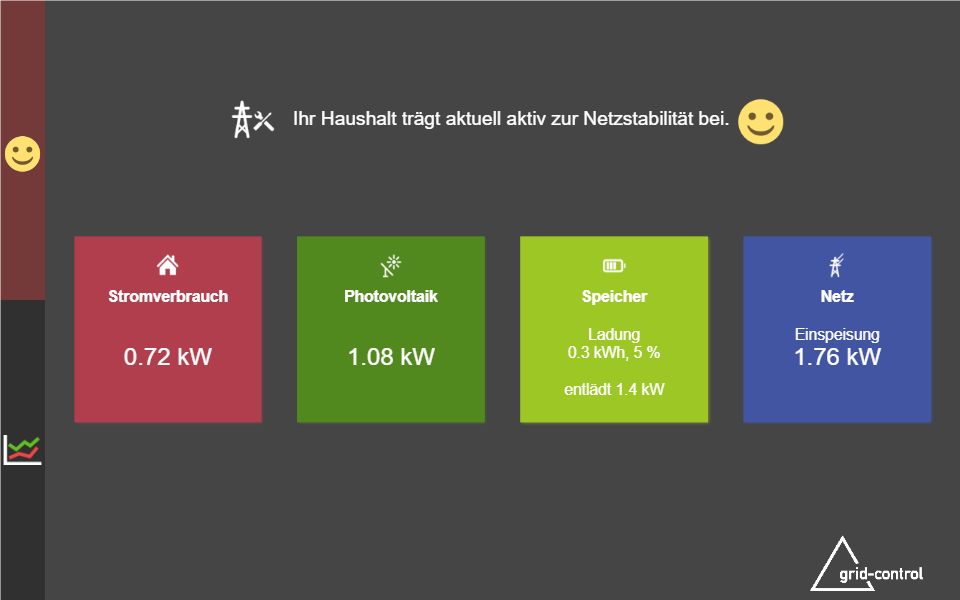 Ihr Haushalt trägt aktuell aktiv zur Netzstabilität bei.
Stromverbrauch
0.72 kW
Photovoltaik
1.08 kW
Speicher
Ladung
0.3 kWh, 5 %
entlädt 1.4 kW
Netz
Einspeisung
1.76 kW
grid-control